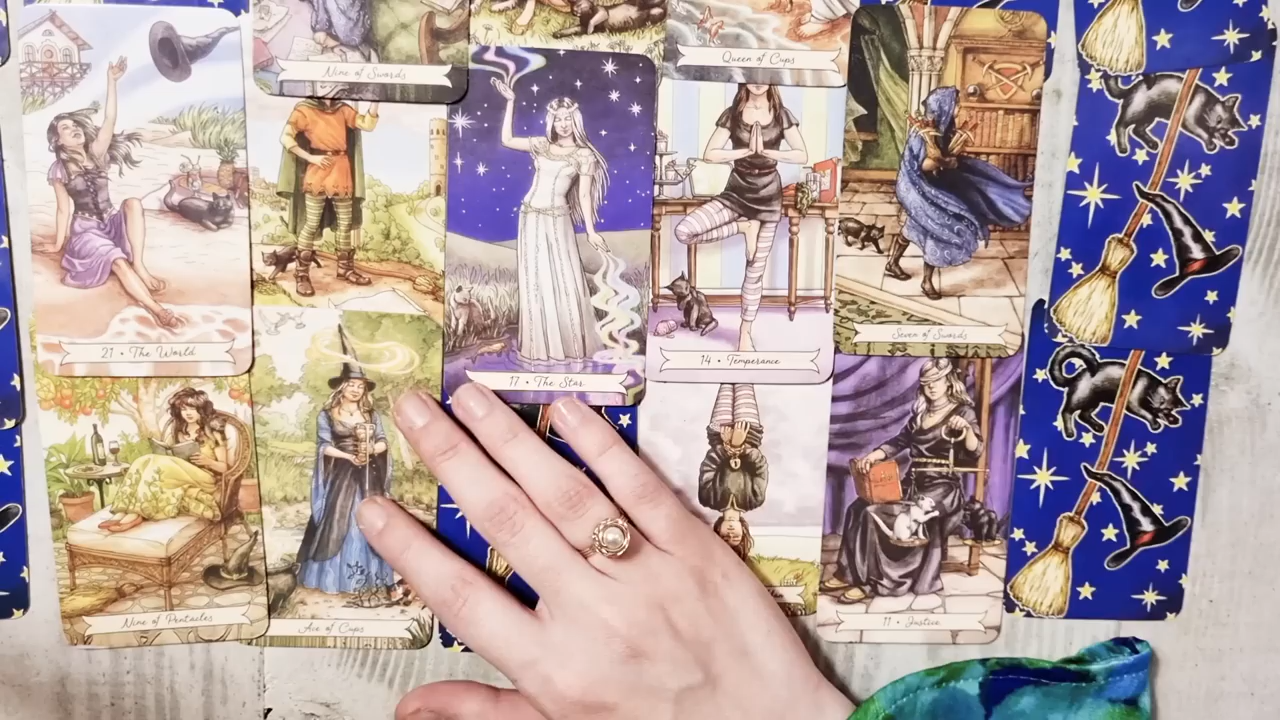 Nine of Swords
Queen of Cups
21 • The World
17 • The Star
14 • Temperance
Seven of Swords
Nine of Pentacles
Ace of Cups
11 • Justice